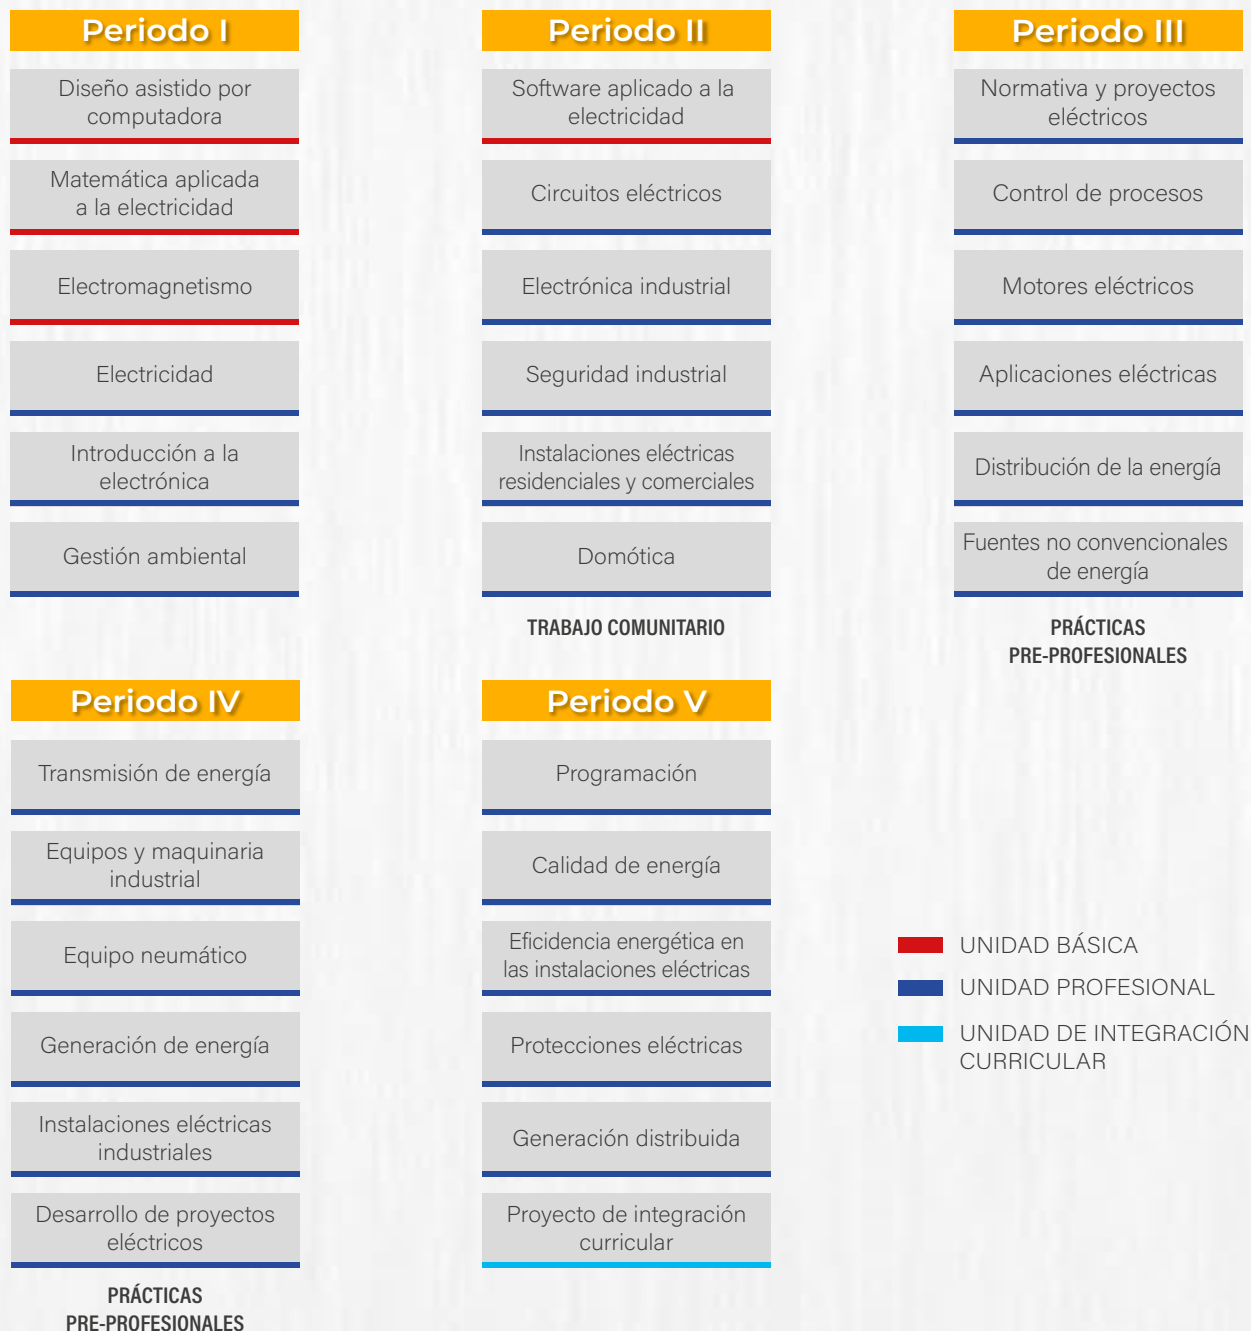 Periodo I
Diseño asistido por
computadora
Matemática aplicada
a la electricidad
Electromagnetismo
Electricidad
Introducción a la
electrónica
Gestión ambiental
Periodo II
Software aplicado a la
electricidad
Circuitos eléctricos
Electrónica industrial
Seguridad industrial
Instalaciones eléctricas
residenciales y comerciales
Domótica
TRABAJO COMUNITARIO
Periodo III
Normativa y proyectos
eléctricos
Control de procesos
Motores eléctricos
Aplicaciones eléctricas
Distribución de la energía
Fuentes no convencionales
de energía
PRÁCTICAS
PRE-PROFESIONALES
Periodo IV
Transmisión de energía
Equipos y maquinaria
industrial
Equipo neumático
Generación de energía
Instalaciones eléctricas
industriales
Desarrollo de proyectos
eléctricos
PRÁCTICAS
PRE-PROFESIONALES
Periodo V
Programación
Calidad de energía
Eficidencia energética en
las instalaciones eléctricas
Protecciones eléctricas
Generación distribuida
Proyecto de integración
curricular
UNIDAD BÁSICA
UNIDAD PROFESIONAL
UNIDAD DE INTEGRACIÓN
CURRICULAR